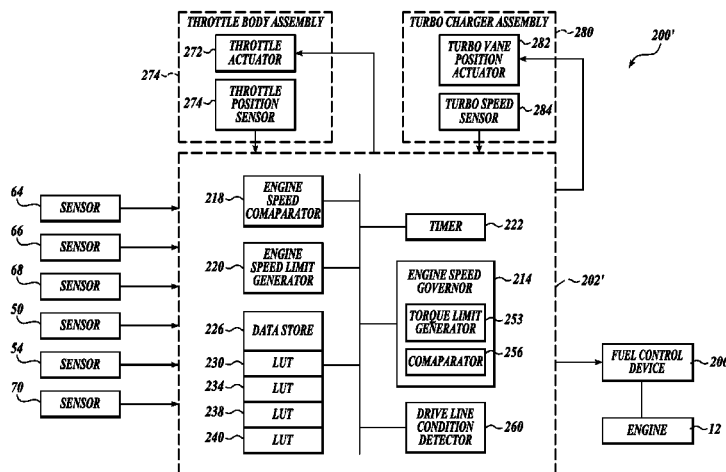 THROTTLE BODY ASSEMBLY
272
THROTTLE
ACTUATOR
274
274
THROTTLE
POSITION
SENSOR
TURBO CHARGER ASSEMBLY
TURBO VANE
POSITION
ACTUATOR
282
280
TURBO SPEED
SENSOR
284
200'
64
SENSOR
66
SENSOR
68
SENSOR
50
SENSOR
54
SENSOR
70
SENSOR
218
ENGINE
SPEED
COMAPARATOR
220
ENGINE
SPEED LIMIT
GENERATOR
226
DATA STORE
230
LUT
234
LUT
238
LUT
240
LUT
TIMER
222
ENGINE SPEED
GOVERNOR
214
TORQUE LIMIT
GENERATOR
253
COMAPARATOR
256
DRIVE LINE
CONDITION
DETECTOR
260
202'
FUEL CONTROL
DEVICE
206
ENGINE
12